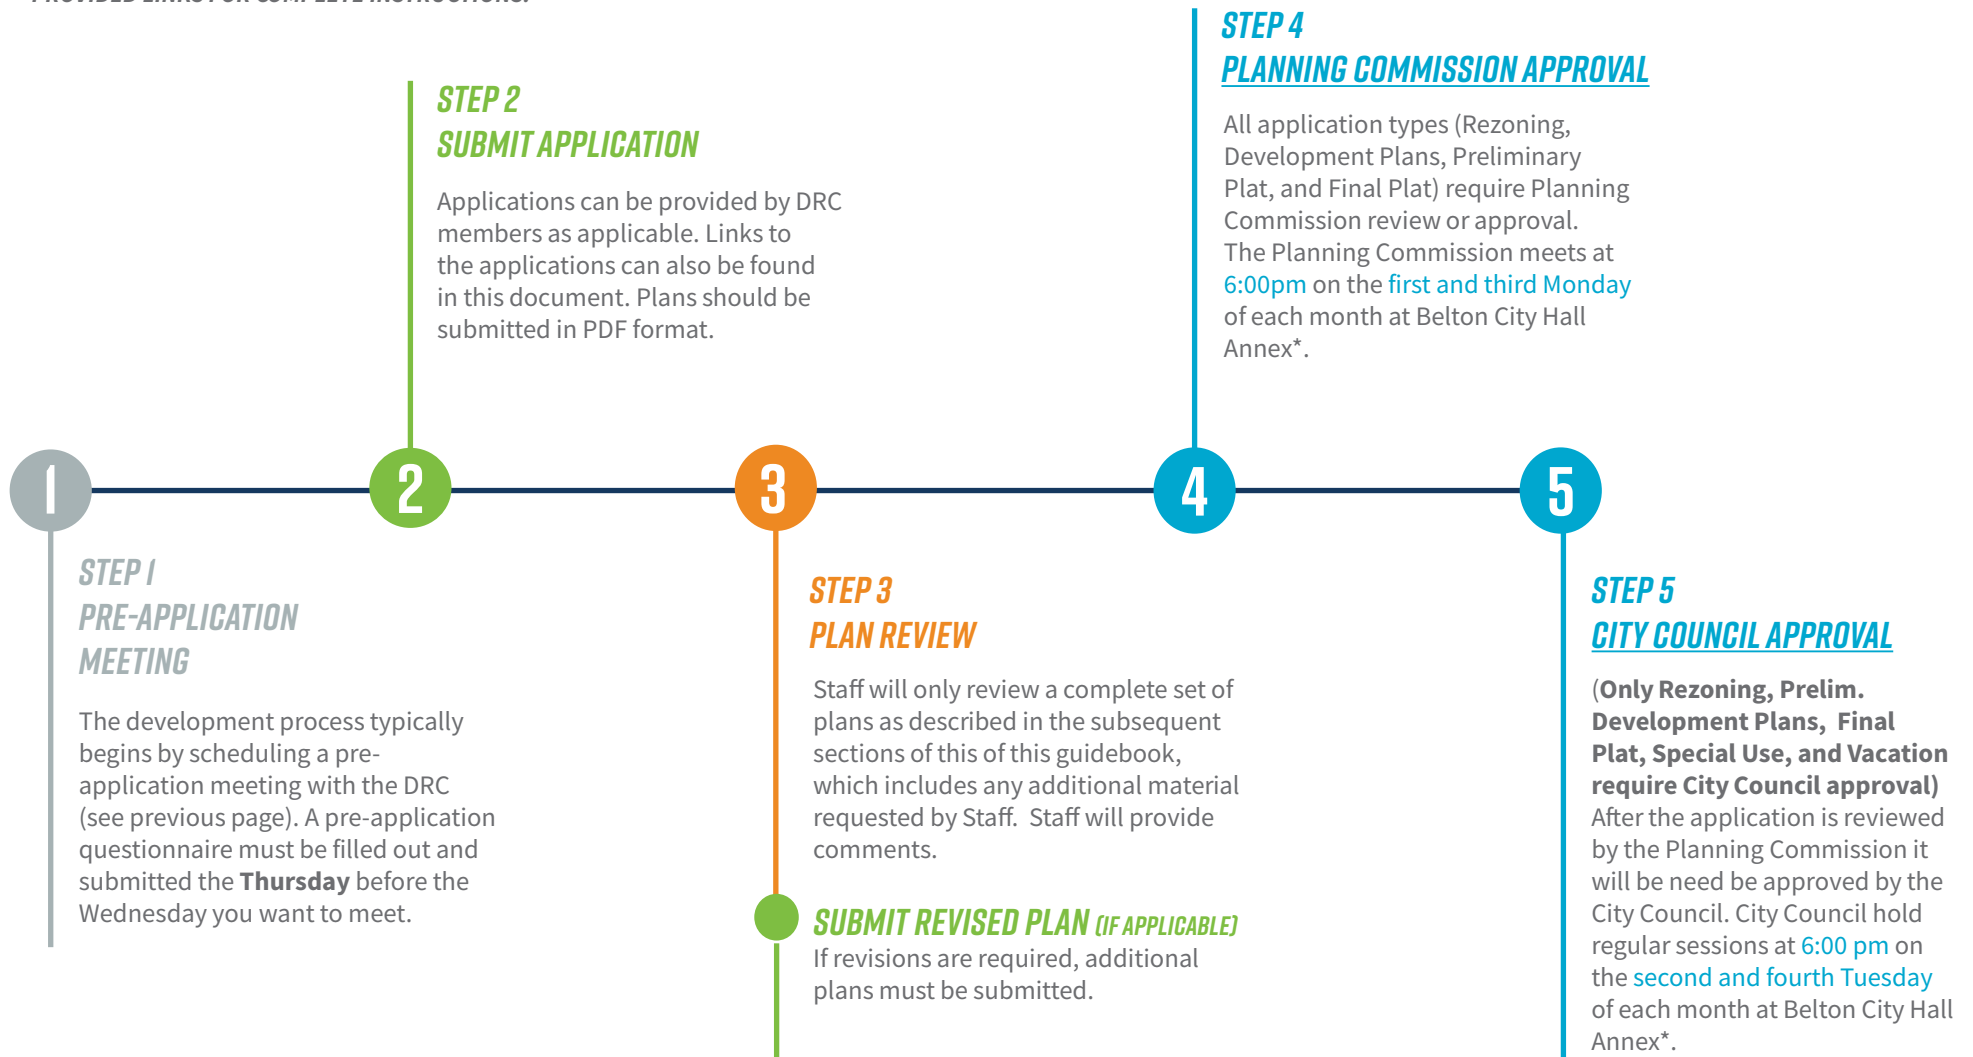 PROVIDED LINKS FOR COMPLETE INSTRUCTIONS.
STEP 1
PRE-APPLICATION
MEETING
The development process typically
begins by scheduling a pre-
application meeting with the DRC
(see previous page). A pre-application
questionnaire must be filled out and
submitted the Thursday before the
Wednesday you want to meet.
STEP 2
SUBMIT APPLICATION
Applications can be provided by DRC
members as applicable. Links to
the applications can also be found
in this document. Plans should be
submitted in PDF format.
STEP 3
PLAN REVIEW
Staff will only review a complete set of
plans as described in the subsequent
sections of this of this guidebook,
which includes any additional material
requested by Staff. Staff will provide
comments.
SUBMIT REVISED PLAN (IF APPLICABLE)
If revisions are required, additional
plans must be submitted.
STEP 4
PLANNING COMMISSION APPROVAL
All application types (Rezoning,
Development Plans, Preliminary
Plat, and Final Plat) require Planning
Commission review or approval.
The Planning Commission meets at
6:00pm on the first and third Monday
of each month at Belton City Hall
Annex*.
STEP 5
CITY COUNCIL APPROVAL
(Only Rezoning, Prelim.
Development Plans, Final
Plat, Special Use, and Vacation
require City Council approval)
After the application is reviewed
by the Planning Commission it
will be need be approved by the
City Council. City Council hold
regular sessions at 6:00 pm on
the second and fourth Tuesday
of each month at Belton City Hall
Annex*.
1
2
3
4
5